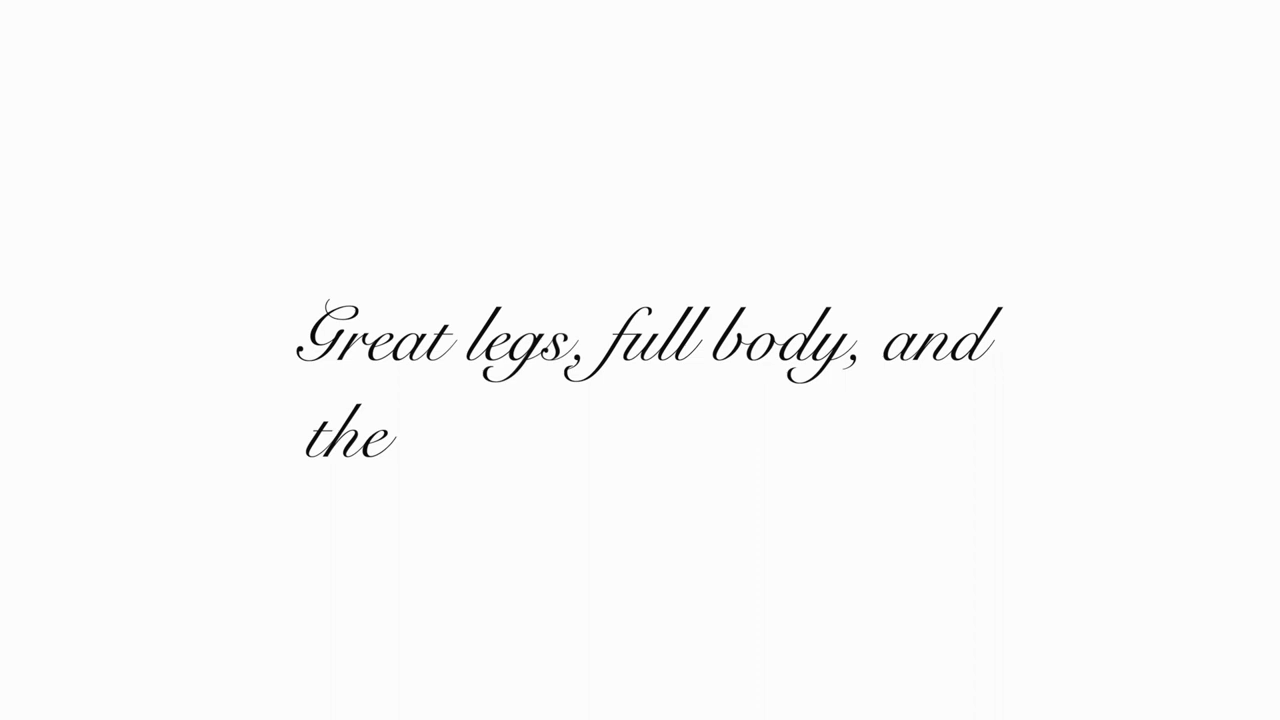 Great legs, full body, and
the